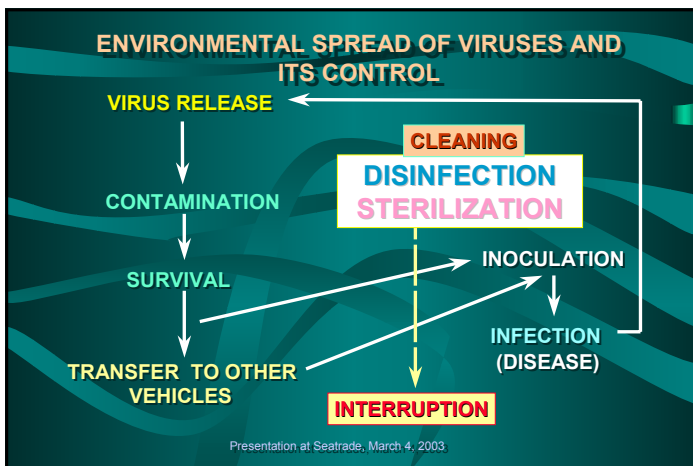 ENVIRONMENTAL SPREAD OF VIRUSES AND
ITS CONTROL
VIRUS RELEASE
CLEANING
DISINFECTION
STERILIZATION
CONTAMINATION
SURVIVAL
INOCULATION
INFECTION
(DISEASE)
TRANSFER TO OTHER
VEHICLES
INTERRUPTION
Presentation at Seatrade, March 4, 2003